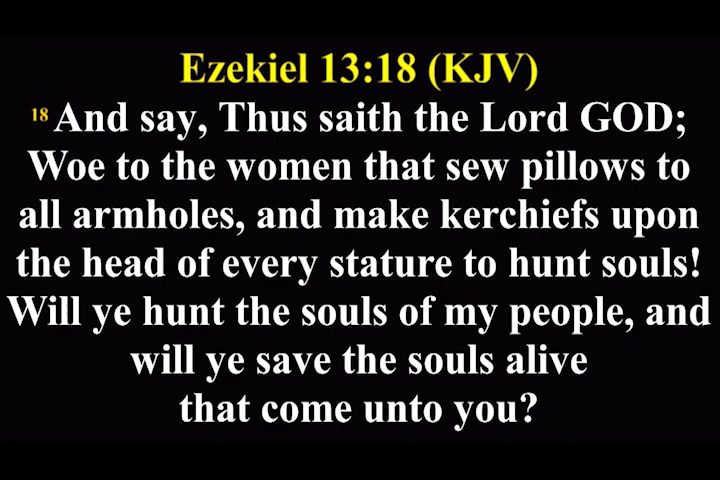 Ezekiel 13:18 (KJV)
18 And say, Thus saith the Lord GOD;
Woe to the women that sew pillows to
all armholes, and make kerchiefs upon
the head of every stature to hunt souls!
Will ye hunt the souls of my people, and
will ye save the souls alive
that come unto you?